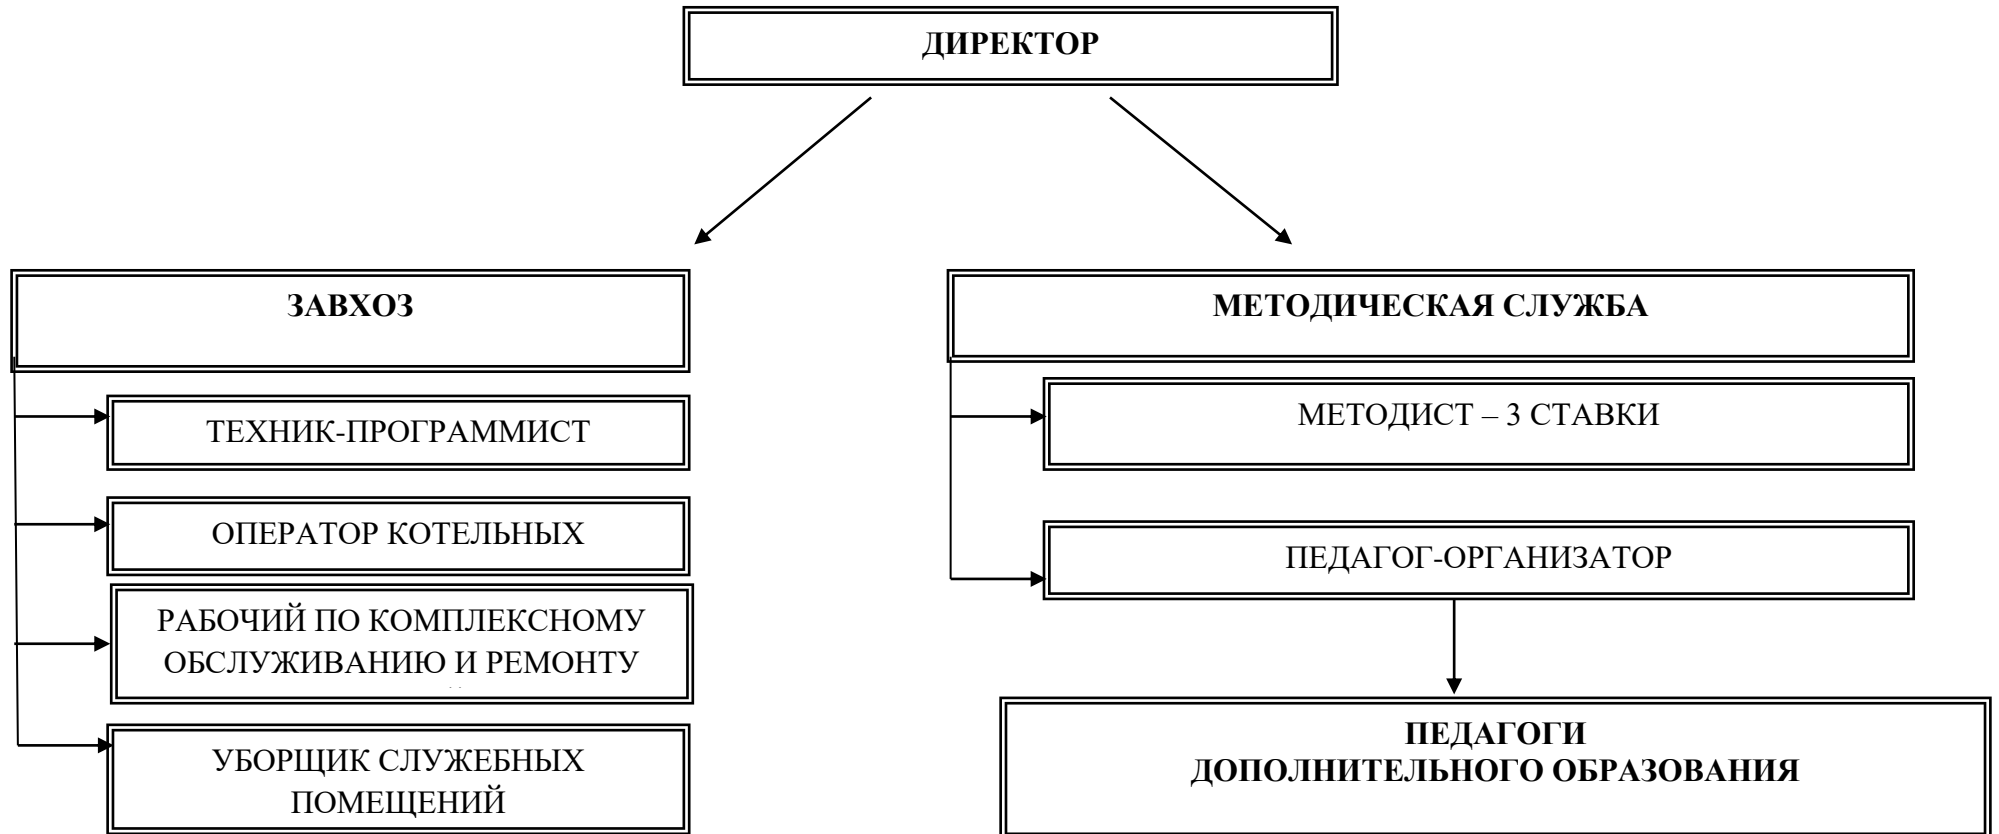 ДИРЕКТОР
ЗАВХОЗ
ТЕХНИК-ПРОГРАММИСТ
ОПЕРАТОР КОТЕЛЬНЫХ
РАБОЧИЙ ПО КОМПЛЕКСНОМУ
ОБСЛУЖИВАНИЮ И РЕМОНТУ
УБОРЩИК СЛУЖЕБНЫХ
ПОМЕЩЕНИЙ
МЕТОДИЧЕСКАЯ СЛУЖБА
МЕТОДИСТ – 3 СТАВКИ
ПЕДАГОГ-ОРГАНИЗАТОР
ПЕДАГОГИ
ДОПОЛНИТЕЛЬНОГО ОБРАЗОВАНИЯ